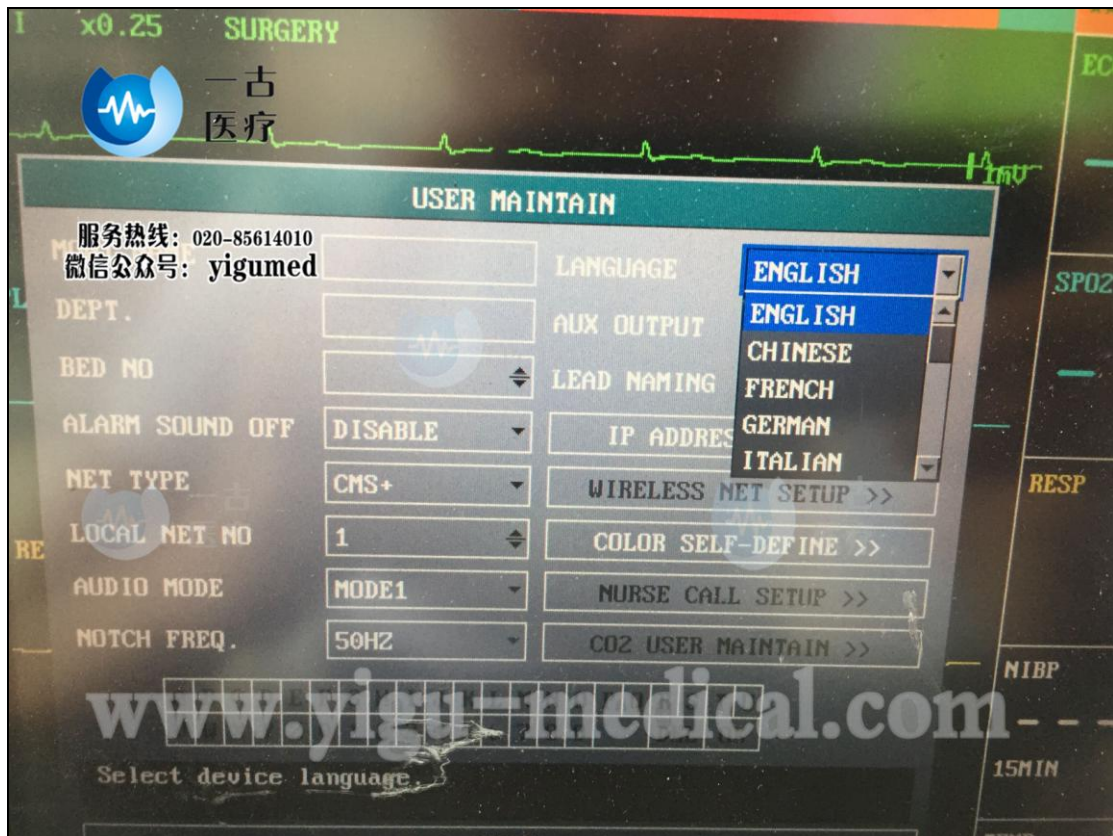 I x0.25 SURGERY
EC
一古
医疗
1mV
USER MAINTAIN
服务热线: 020-85614010
微信公众号: yigumed
LANGUAGE ENGLISH
SPO2
DEPT. AUX OUTPUT ENGLISH
CHINESE
BED NO LEAD NAMING FRENCH
ALARM SOUND OFF DISABLE IP ADDRES GERMAN
ITALIAN
NET TYPE CMS+ WIRELESS NET SETUP >>
RESP
LOCAL NET NO 1 COLOR SELF-DEFINE >>
RE
AUDIO MODE MODE1 NURSE CALL SETUP >>
NOTCH FREQ. 50HZ CO2 USER MAINTAIN >>
NIBP
www.yigu-medical.com
Select device language.
15MIN